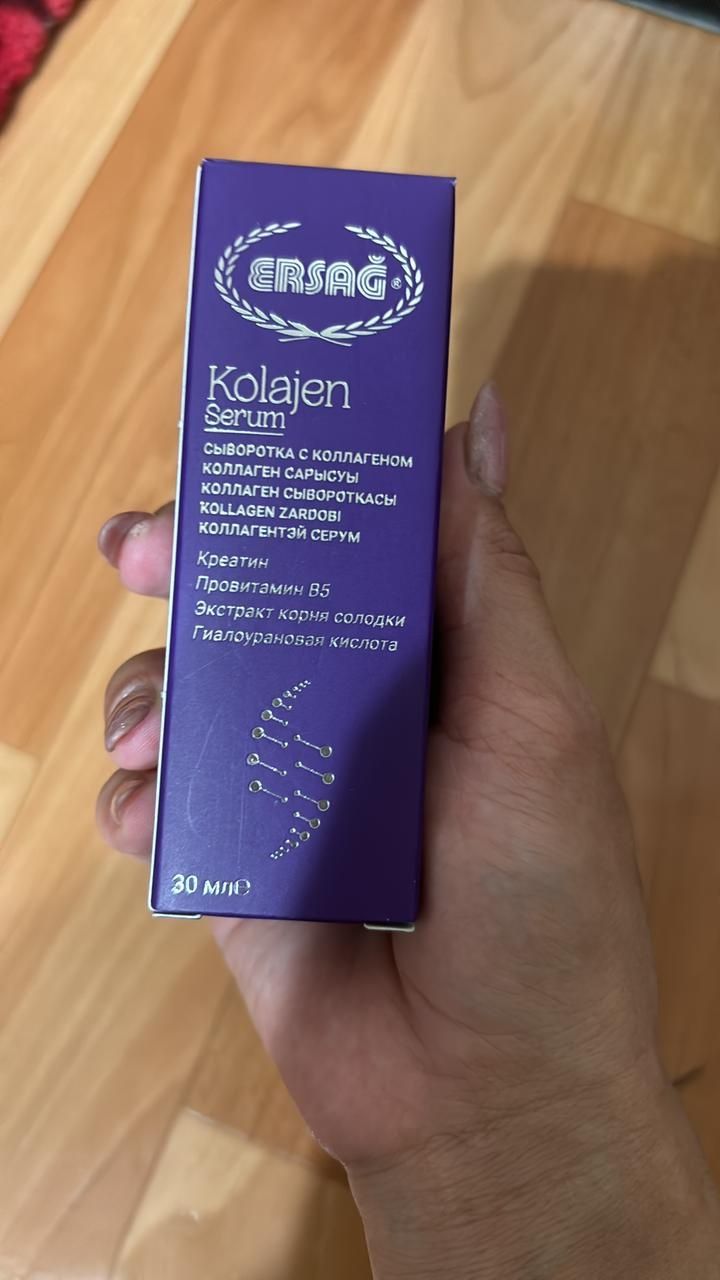 ERSAĞ®
Kolajen
Serum
СЫВОРОТКА С КОЛЛАГЕНОМ
КОЛЛАГЕН САРЫСУЫ
КОЛЛАГЕН СЫВОРОТКАСЫ
KOLLAGEN ZARDOBI
КОЛЛАГЕНТЭЙ СЕРУМ
Креатин
Провитамин B5
Экстракт корня солодки
Гиалоурановая кислота
30 мл℮